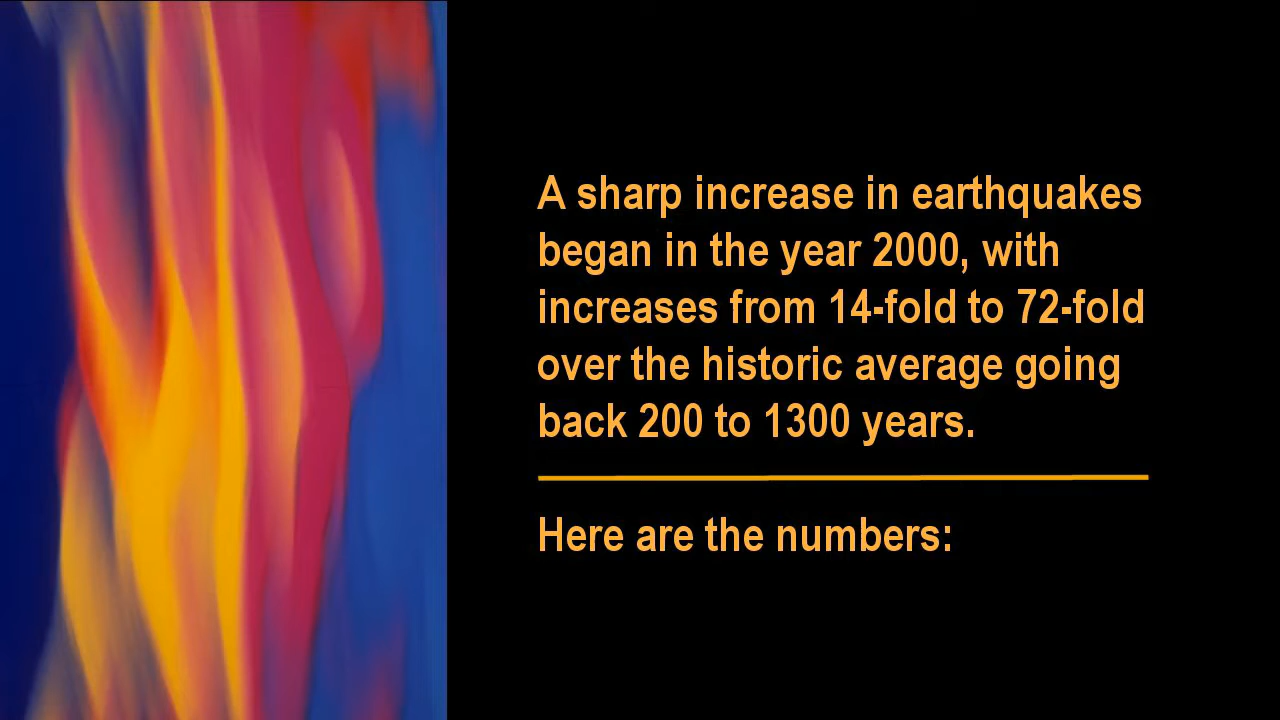 A sharp increase in earthquakes
began in the year 2000, with
increases from 14-fold to 72-fold
over the historic average going
back 200 to 1300 years.
Here are the numbers: